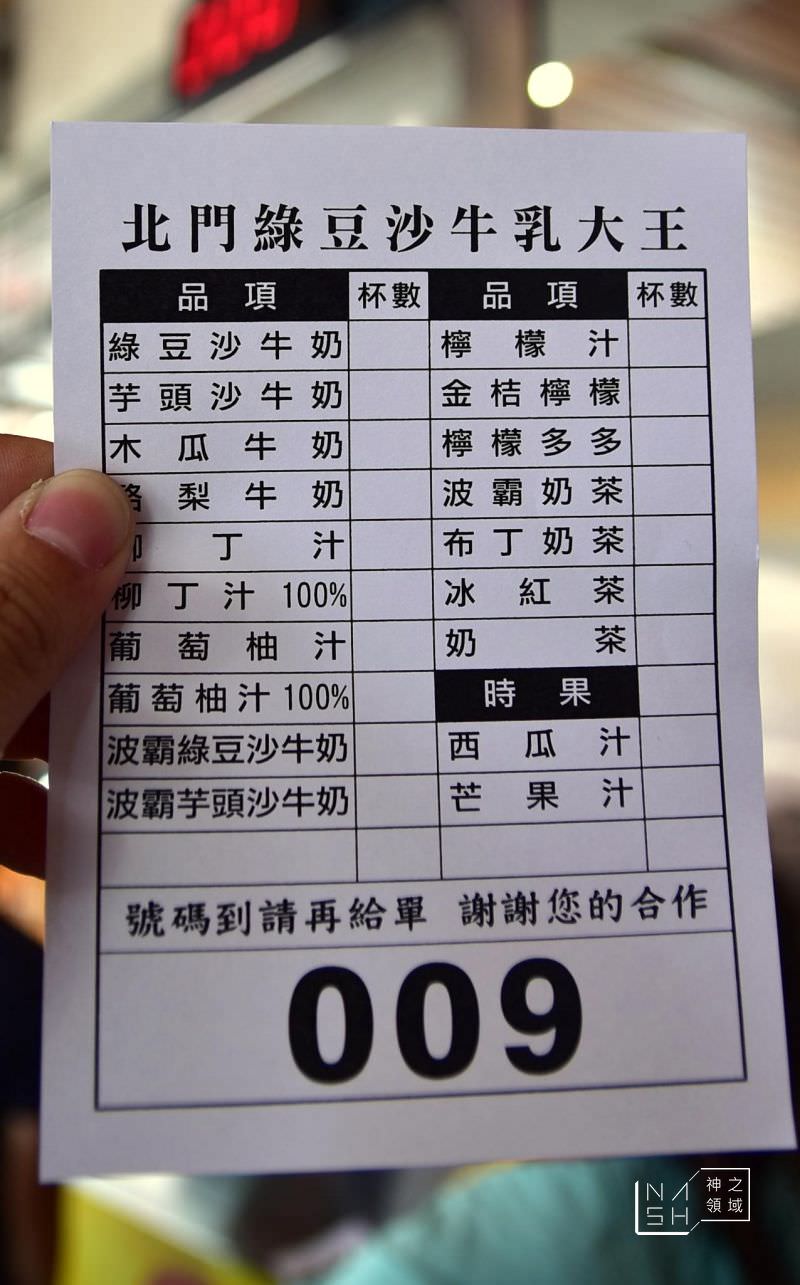 北門綠豆沙牛乳大王
品項 杯數 品項 杯數
綠豆沙牛奶 檸檬汁
芋頭沙牛奶 金桔檸檬
木瓜牛奶 檸檬多多
酪梨牛奶 波霸奶茶
柳丁汁 布丁奶茶
柳丁汁100% 冰紅茶
葡萄柚汁 奶茶
葡萄柚汁100% 時果
波霸綠豆沙牛奶 西瓜汁
波霸芋頭沙牛奶 芒果汁
號碼到請再給單 謝謝您的合作
009
NASH 神之領域